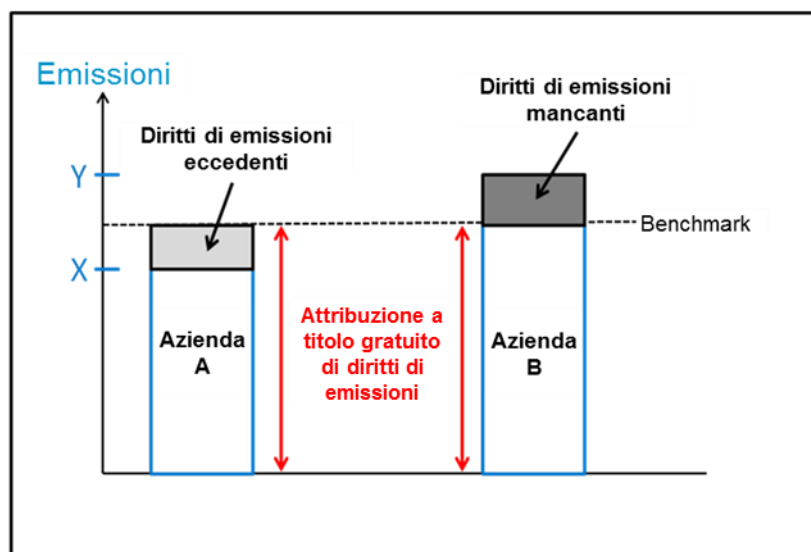 Emissioni
Diritti di emissioni
eccedenti
Diritti di emissioni
mancanti
Y
Benchmark
X
Azienda
A
Attribuzione a
titolo gratuito
di diritti di
emissioni
Azienda
B